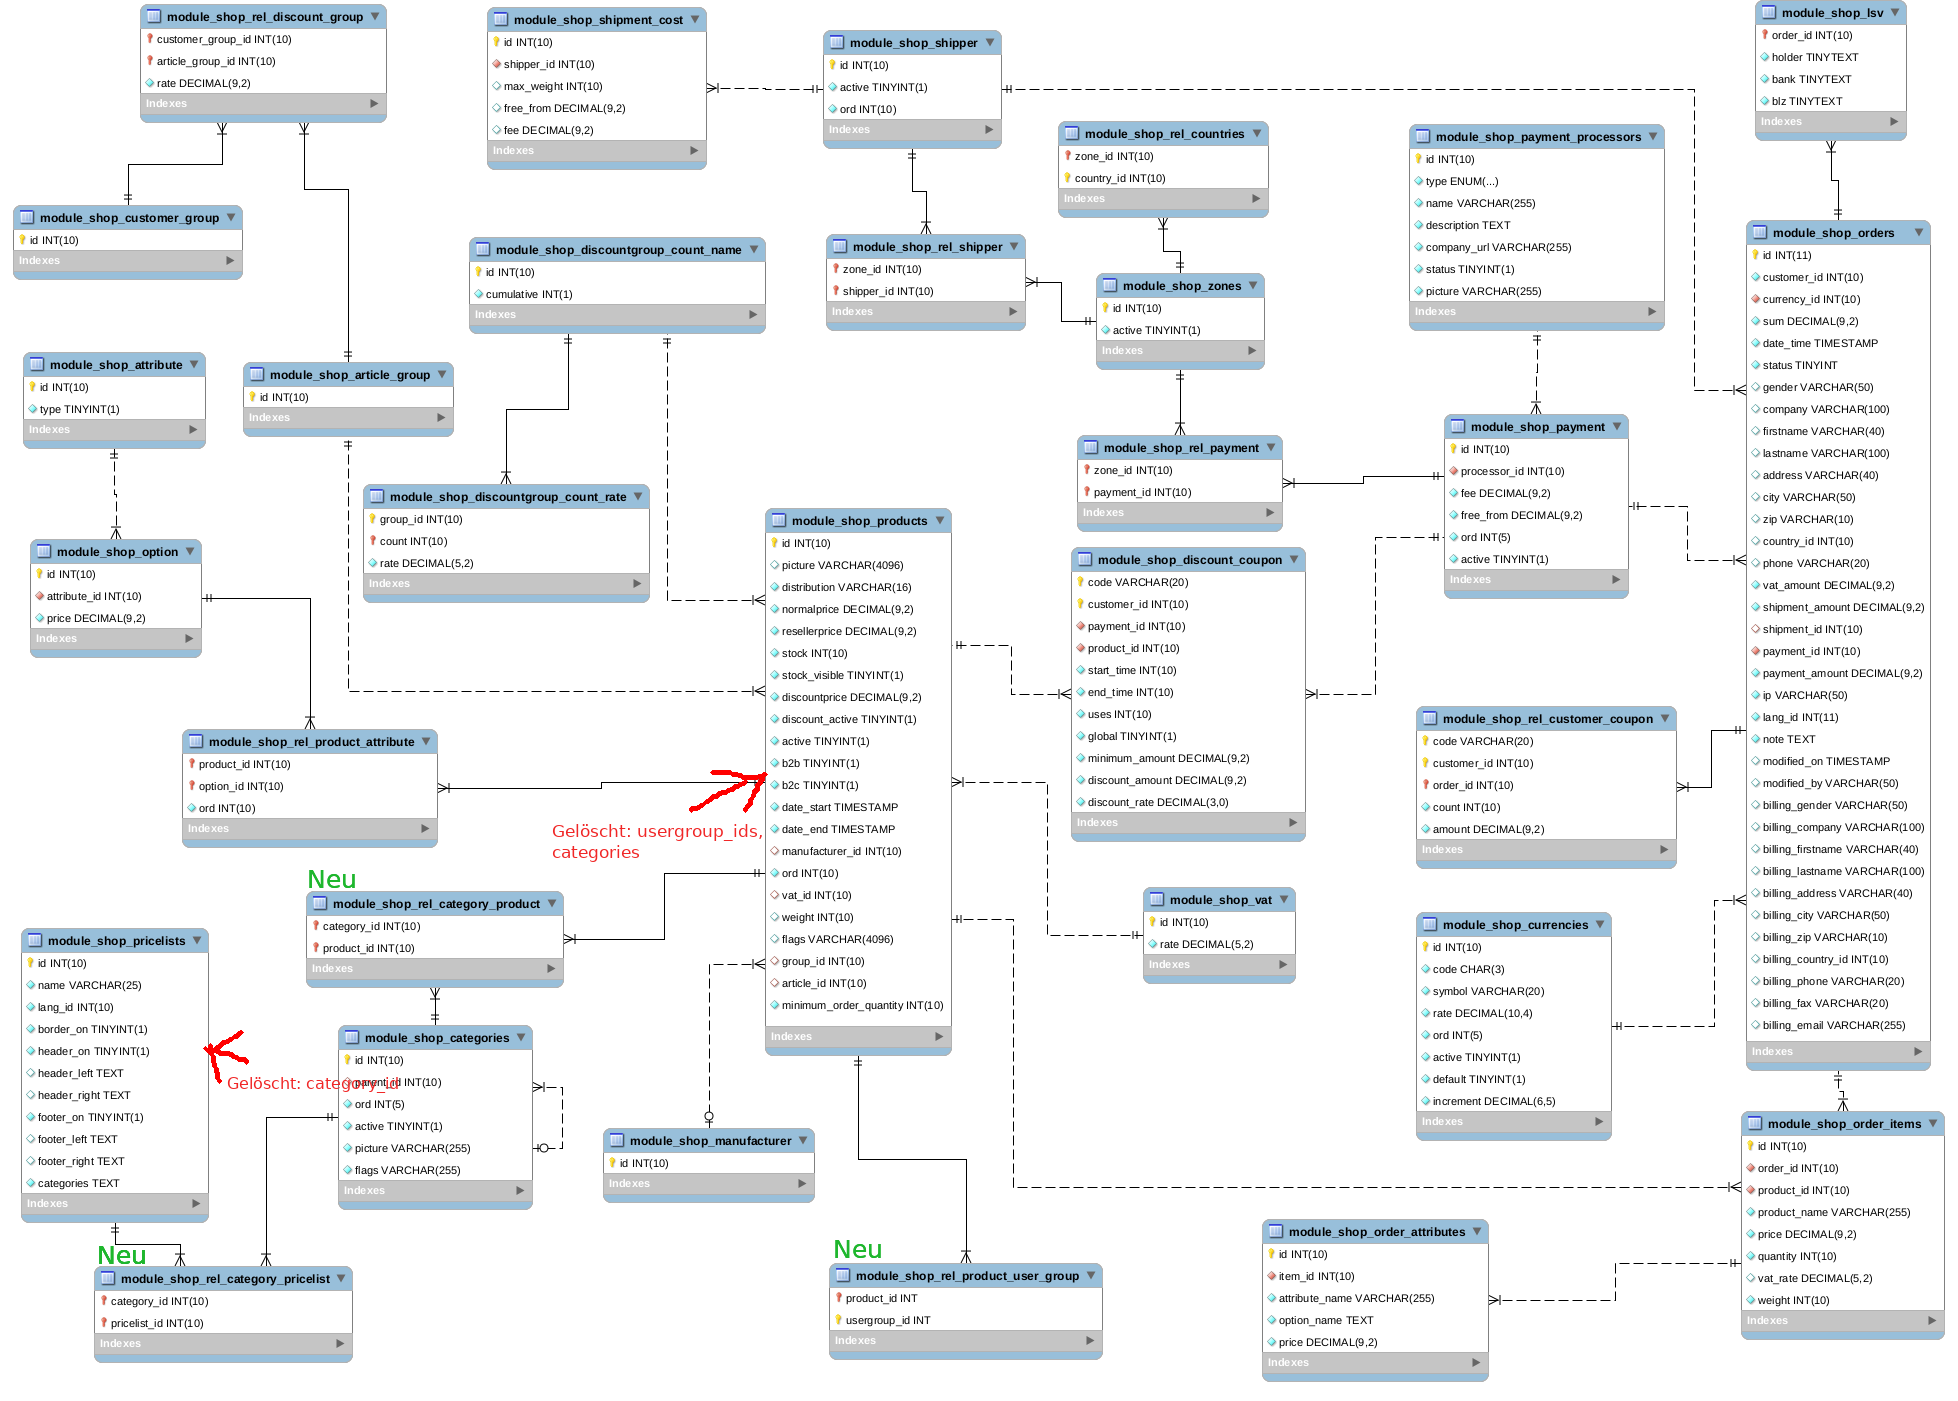 module_shop_rel_discount_group
customer_group_id INT(10)
article_group_id INT(10)
rate DECIMAL(9,2)
Indexes
module_shop_shipment_cost
id INT(10)
shipper_id INT(10)
max_weight INT(10)
free_from DECIMAL(9,2)
fee DECIMAL(9,2)
Indexes
module_shop_shipper
id INT(10)
active TINYINT(1)
ord INT(10)
Indexes
module_shop_lsv
order_id INT(10)
holder TINYTEXT
bank TINYTEXT
blz TINYTEXT
Indexes
module_shop_rel_countries
zone_id INT(10)
country_id INT(10)
Indexes
module_shop_payment_processors
id INT(10)
type ENUM(...)
name VARCHAR(255)
description TEXT
company_url VARCHAR(255)
status TINYINT(1)
picture VARCHAR(255)
Indexes
module_shop_customer_group
id INT(10)
Indexes
module_shop_discountgroup_count_name
id INT(10)
cumulative INT(1)
Indexes
module_shop_rel_shipper
zone_id INT(10)
shipper_id INT(10)
Indexes
module_shop_zones
id INT(10)
active TINYINT(1)
Indexes
module_shop_orders
id INT(11)
customer_id INT(10)
currency_id INT(10)
sum DECIMAL(9,2)
date_time TIMESTAMP
status TINYINT
gender VARCHAR(50)
company VARCHAR(100)
firstname VARCHAR(40)
lastname VARCHAR(100)
address VARCHAR(40)
city VARCHAR(50)
zip VARCHAR(10)
country_id INT(10)
phone VARCHAR(20)
vat_amount DECIMAL(9,2)
shipment_amount DECIMAL(9,2)
shipment_id INT(10)
payment_id INT(10)
payment_amount DECIMAL(9,2)
ip VARCHAR(50)
lang_id INT(11)
note TEXT
modified_on TIMESTAMP
modified_by VARCHAR(50)
billing_gender VARCHAR(50)
billing_company VARCHAR(100)
billing_firstname VARCHAR(40)
billing_lastname VARCHAR(100)
billing_address VARCHAR(40)
billing_city VARCHAR(50)
billing_zip VARCHAR(10)
billing_country_id INT(10)
billing_phone VARCHAR(20)
billing_fax VARCHAR(20)
billing_email VARCHAR(255)
Indexes
module_shop_attribute
id INT(10)
type TINYINT(1)
Indexes
module_shop_article_group
id INT(10)
Indexes
module_shop_rel_payment
zone_id INT(10)
payment_id INT(10)
Indexes
module_shop_payment
id INT(10)
processor_id INT(10)
fee DECIMAL(9,2)
free_from DECIMAL(9,2)
ord INT(5)
active TINYINT(1)
Indexes
module_shop_discountgroup_count_rate
group_id INT(10)
count INT(10)
rate DECIMAL(5,2)
Indexes
module_shop_option
id INT(10)
attribute_id INT(10)
price DECIMAL(9,2)
Indexes
module_shop_products
id INT(10)
picture VARCHAR(4096)
distribution VARCHAR(16)
normalprice DECIMAL(9,2)
resellerprice DECIMAL(9,2)
stock INT(10)
stock_visible TINYINT(1)
discountprice DECIMAL(9,2)
discount_active TINYINT(1)
active TINYINT(1)
b2b TINYINT(1)
b2c TINYINT(1)
date_start TIMESTAMP
date_end TIMESTAMP
manufacturer_id INT(10)
ord INT(10)
vat_id INT(10)
weight INT(10)
flags VARCHAR(4096)
group_id INT(10)
article_id INT(10)
minimum_order_quantity INT(10)
Indexes
module_shop_discount_coupon
code VARCHAR(20)
customer_id INT(10)
payment_id INT(10)
product_id INT(10)
start_time INT(10)
end_time INT(10)
uses INT(10)
global TINYINT(1)
minimum_amount DECIMAL(9,2)
discount_amount DECIMAL(9,2)
discount_rate DECIMAL(3,0)
Indexes
module_shop_rel_customer_coupon
code VARCHAR(20)
customer_id INT(10)
order_id INT(10)
count INT(10)
amount DECIMAL(9,2)
Indexes
module_shop_rel_product_attribute
product_id INT(10)
option_id INT(10)
ord INT(10)
Indexes
Gelöscht: usergroup_ids,
categories
Neu
module_shop_rel_category_product
category_id INT(10)
product_id INT(10)
Indexes
module_shop_vat
id INT(10)
rate DECIMAL(5,2)
Indexes
module_shop_currencies
id INT(10)
code CHAR(3)
symbol VARCHAR(20)
rate DECIMAL(10,4)
ord INT(5)
active TINYINT(1)
default TINYINT(1)
increment DECIMAL(6,5)
Indexes
module_shop_pricelists
id INT(10)
name VARCHAR(25)
lang_id INT(10)
border_on TINYINT(1)
header_on TINYINT(1)
header_left TEXT
header_right TEXT
footer_on TINYINT(1)
footer_left TEXT
footer_right TEXT
categories TEXT
Indexes
Gelöscht: category_id
module_shop_categories
id INT(10)
parent_id INT(10)
ord INT(5)
active TINYINT(1)
picture VARCHAR(255)
flags VARCHAR(255)
Indexes
module_shop_manufacturer
id INT(10)
Indexes
module_shop_order_items
id INT(10)
order_id INT(10)
product_id INT(10)
product_name VARCHAR(255)
price DECIMAL(9,2)
quantity INT(10)
vat_rate DECIMAL(5,2)
weight INT(10)
Indexes
Neu
module_shop_rel_category_pricelist
category_id INT(10)
pricelist_id INT(10)
Indexes
Neu
module_shop_rel_product_user_group
product_id INT
usergroup_id INT
Indexes
module_shop_order_attributes
id INT(10)
item_id INT(10)
attribute_name VARCHAR(255)
option_name TEXT
price DECIMAL(9,2)
Indexes